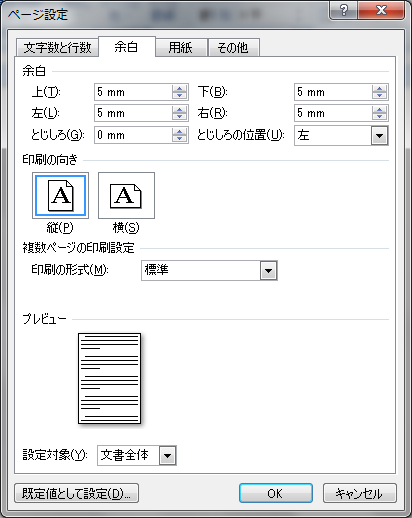 ページ設定
文字数と行数 余白 用紙 その他
余白
上(T): 5 mm 下(B): 5 mm
左(L): 5 mm 右(R): 5 mm
とじしろ(G): 0 mm とじしろの位置(U): 左
印刷の向き
A A
縦(P) 横(S)
複数ページの印刷設定
印刷の形式(M): 標準
プレビュー
設定対象(Y): 文書全体
既定値として設定(D)... OK キャンセル